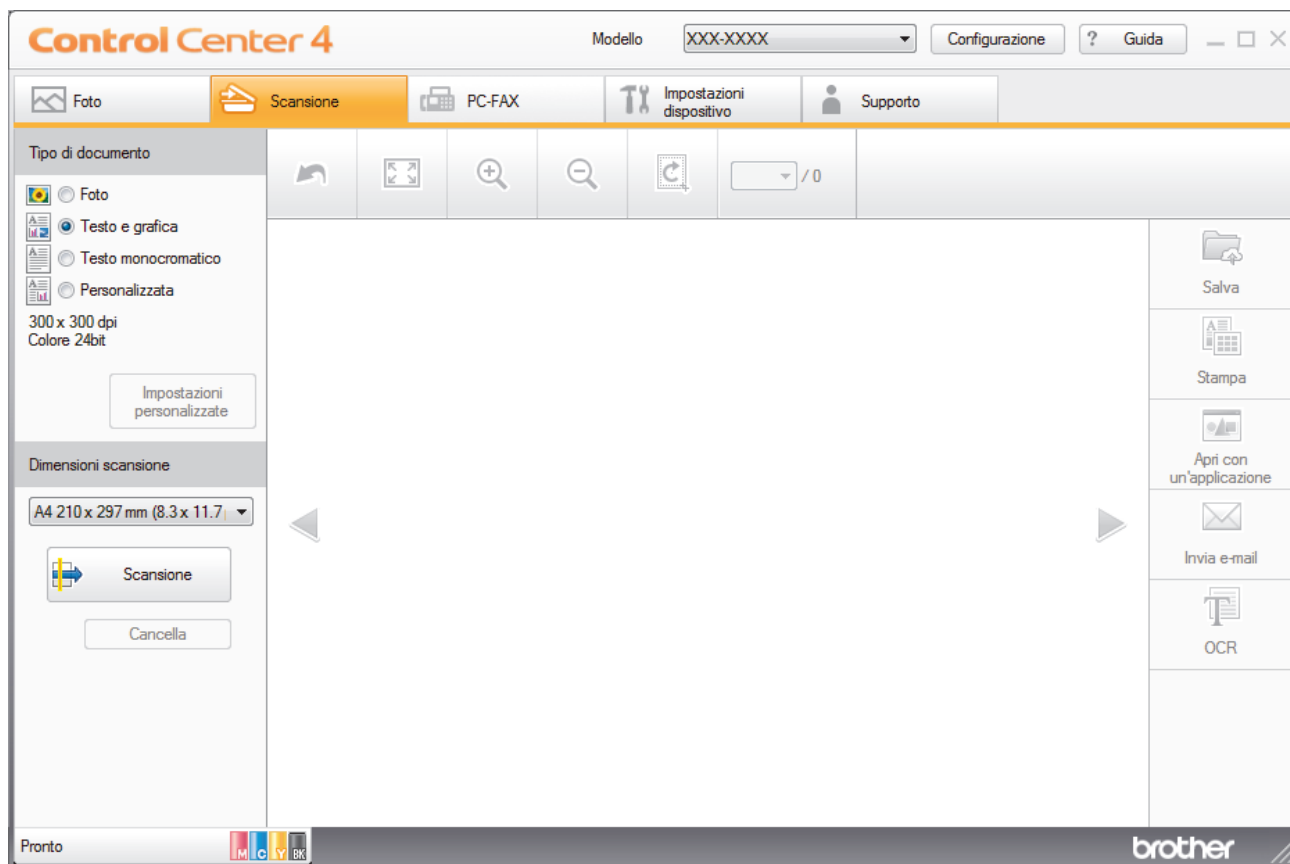 Control Center 4
Modello
XXX-XXXX
Configurazione
? Guida
Foto
Scansione
PC-FAX
Impostazioni
dispositivo
Supporto
Tipo di documento
Foto
Testo e grafica
Testo monocromatico
Personalizzata
300 x 300 dpi
Colore 24bit
Impostazioni
personalizzate
Dimensioni scansione
A4 210 x 297 mm (8.3 x 11.7
Scansione
Cancella
/ 0
Salva
Stampa
Apri con
un'applicazione
Invia e-mail
OCR
Pronto
M C Y BK
brother